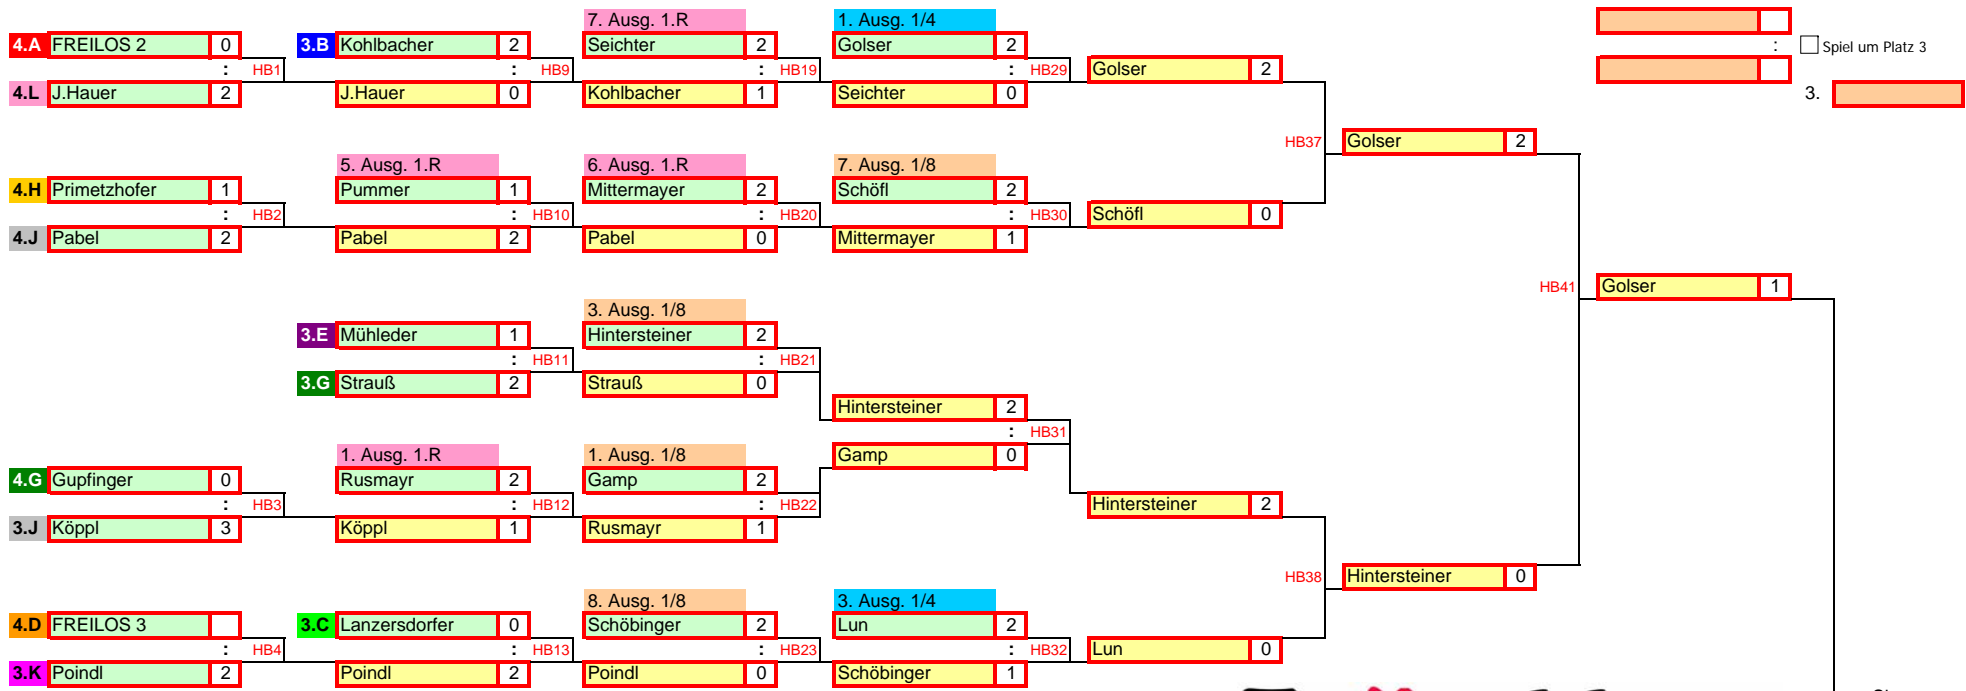 7. Ausg. 1.R 1. Ausg. 1/4
4.A FREILOS 2 0 3.B Kohlbacher 2 Seichter 2 Golser 2
: HB1 : HB9 : HB19 : HB29 Golser 2 : Spiel um Platz 3
4.L J.Hauer 2 J.Hauer 0 Kohlbacher 1 Seichter 0 3.
HB37 Golser 2
5. Ausg. 1.R 6. Ausg. 1.R 7. Ausg. 1/8
4.H Primetzhofer 1 Pummer 1 Mittermayer 2 Schöfl 2
: HB2 : HB10 : HB20 : HB30 Schöfl 0
4.J Pabel 2 Pabel 2 Pabel 0 Mittermayer 1
HB41 Golser 1
3. Ausg. 1/8
3.E Mühleder 1 Hintersteiner 2
: HB11 : HB21
3.G Strauß 2 Strauß 0
Hintersteiner 2
: HB31
1. Ausg. 1.R 1. Ausg. 1/8 Gamp 0
4.G Gupfinger 0 Rusmayr 2 Gamp 2
: HB3 : HB12 : HB22 Hintersteiner 2
3.J Köppl 3 Köppl 1 Rusmayr 1
HB38 Hintersteiner 0
8. Ausg. 1/8 3. Ausg. 1/4
4.D FREILOS 3 3.C Lanzersdorfer 0 Schöbinger 2 Lun 2
: HB4 : HB13 : HB23 : HB32 Lun 0
3.K Poindl 2 Poindl 2 Poindl 0 Schöbinger 1